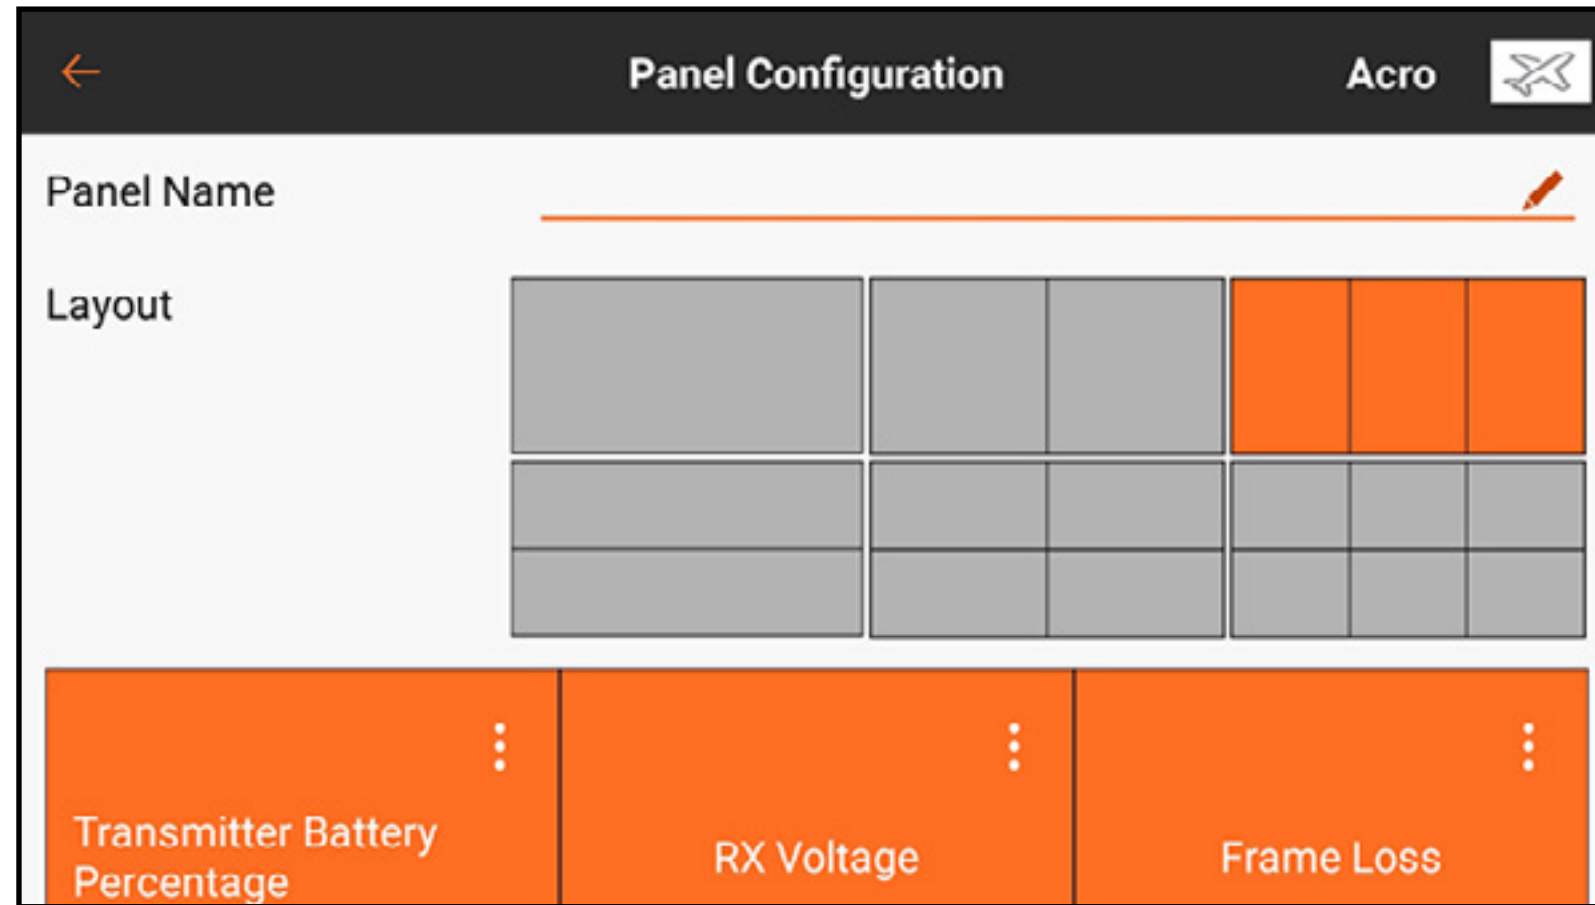 Panel Configuration
Acro
Panel Name
Layout
Transmitter Battery
Percentage
RX Voltage
Frame Loss